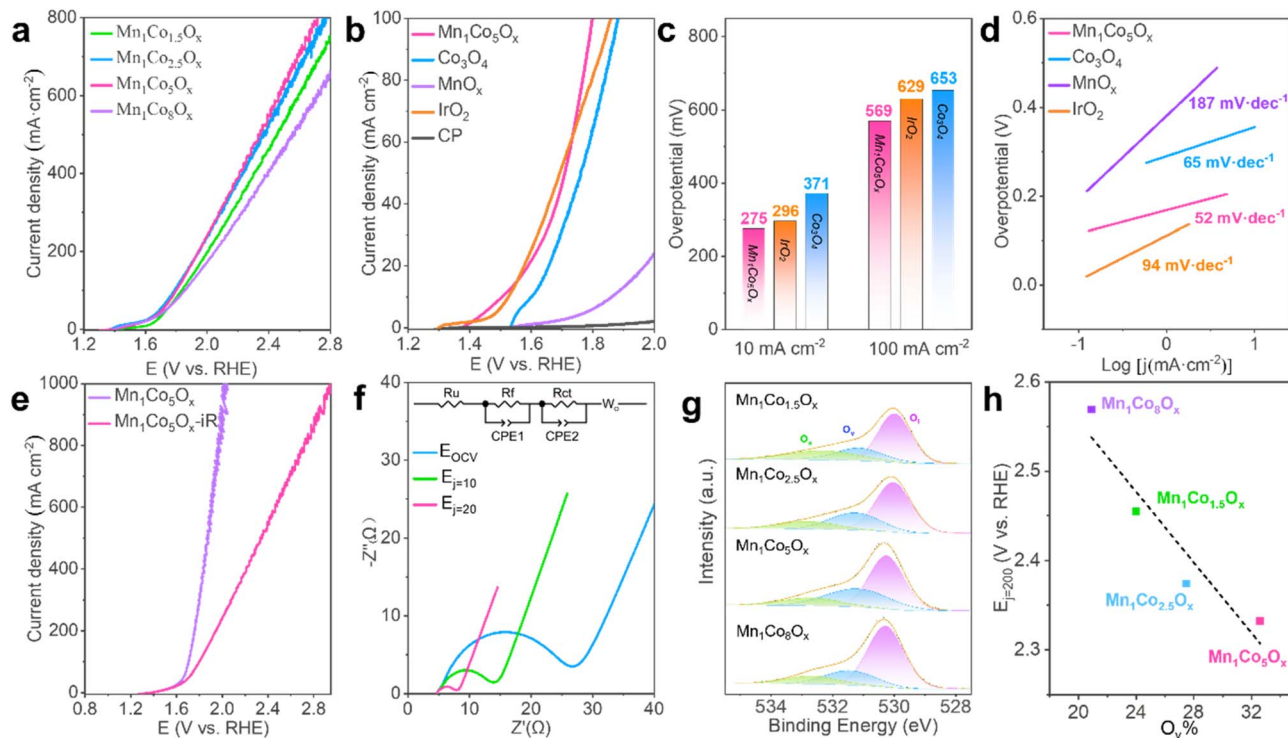 a
Mn₁Co₁.₅Oₓ
Mn₁Co₂.₅Oₓ
Mn₁Co₅Oₓ
Mn₁Co₈Oₓ
Current density (mA·cm⁻²)
800
600
400
200
0
1.2
1.6
2.0
2.4
2.8
E (V vs. RHE)
b
Mn₁Co₅Oₓ
Co₃O₄
MnOₓ
IrO₂
CP
Current density (mA cm⁻²)
100
80
60
40
20
0
1.2
1.4
1.6
1.8
2.0
E (V vs. RHE)
c
Overpotential (mV)
800
600
400
200
0
275
296
371
569
629
653
Mn₁Co₅Oₓ
IrO₂
Co₃O₄
Mn₁Co₅Oₓ
IrO₂
Co₃O₄
10 mA cm⁻²
100 mA cm⁻²
d
Mn₁Co₅Oₓ
Co₃O₄
MnOₓ
IrO₂
187 mV·dec⁻¹
65 mV·dec⁻¹
52 mV·dec⁻¹
94 mV·dec⁻¹
Overpotential (V)
0.6
0.4
0.2
0.0
-1
0
1
Log [j(mA·cm⁻²)]
e
Mn₁Co₅Oₓ
Mn₁Co₅Oₓ-iR
Current density (mA cm⁻²)
1000
800
600
400
200
0
0.8
1.2
1.6
2.0
2.4
2.8
E (V vs. RHE)
f
Ru
Rf
Rct
Wₒ
CPE1
CPE2
E_OCV
E_j=10
E_j=20
-Z''(Ω)
40
30
20
10
0
0
10
20
30
40
Z'(Ω)
g
Mn₁Co₁.₅Oₓ
Oₐ
Oᵥ
Oₗ
Mn₁Co₂.₅Oₓ
Mn₁Co₅Oₓ
Mn₁Co₈Oₓ
Intensity (a.u.)
534
532
530
528
Binding Energy (eV)
h
Mn₁Co₈Oₓ
Mn₁Co₁.₅Oₓ
Mn₁Co₂.₅Oₓ
Mn₁Co₅Oₓ
E_j=200 (V vs. RHE)
2.6
2.5
2.4
2.3
20
24
28
32
Oᵥ%